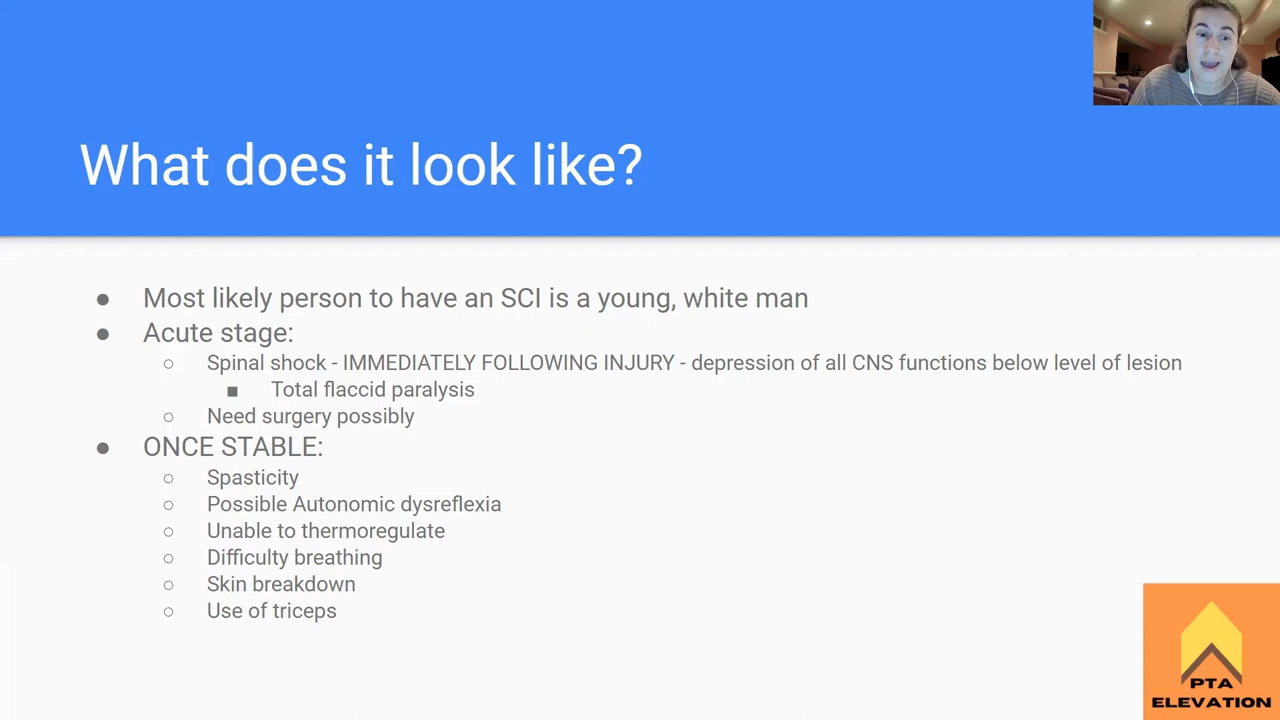 What does it look like?
● Most likely person to have an SCI is a young, white man
● Acute stage:
○ Spinal shock - IMMEDIATELY FOLLOWING INJURY - depression of all CNS functions below level of lesion
■ Total flaccid paralysis
○ Need surgery possibly
● ONCE STABLE:
○ Spasticity
○ Possible Autonomic dysreflexia
○ Unable to thermoregulate
○ Difficulty breathing
○ Skin breakdown
○ Use of triceps
PTA
ELEVATION